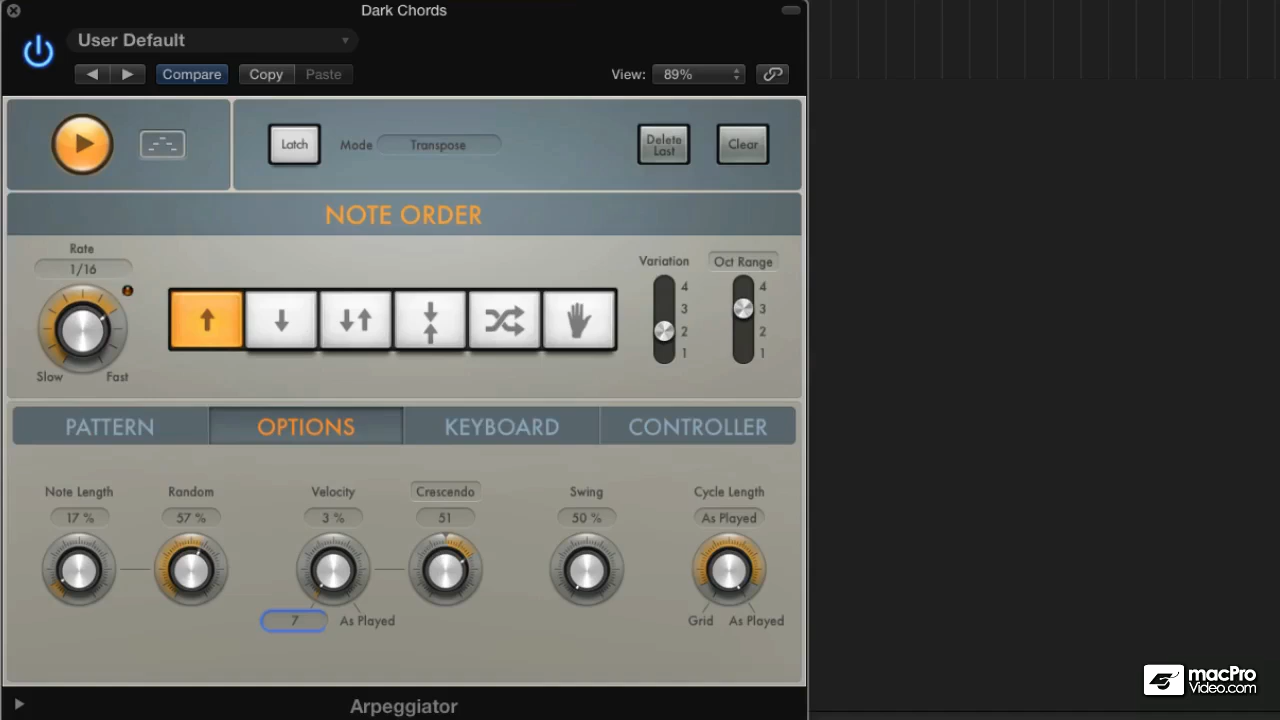 Dark Chords
User Default
Compare
Copy
Paste
View:
89%
Latch
Mode
Transpose
Delete
Last
Clear
NOTE ORDER
Rate
1/16
Slow
Fast
Variation
4
3
2
1
Oct Range
4
3
2
1
PATTERN
OPTIONS
KEYBOARD
CONTROLLER
Note Length
17 %
Random
57 %
Velocity
3 %
7
As Played
Crescendo
51
Swing
50 %
Cycle Length
As Played
Grid
As Played
Arpeggiator
macPro
Video.com